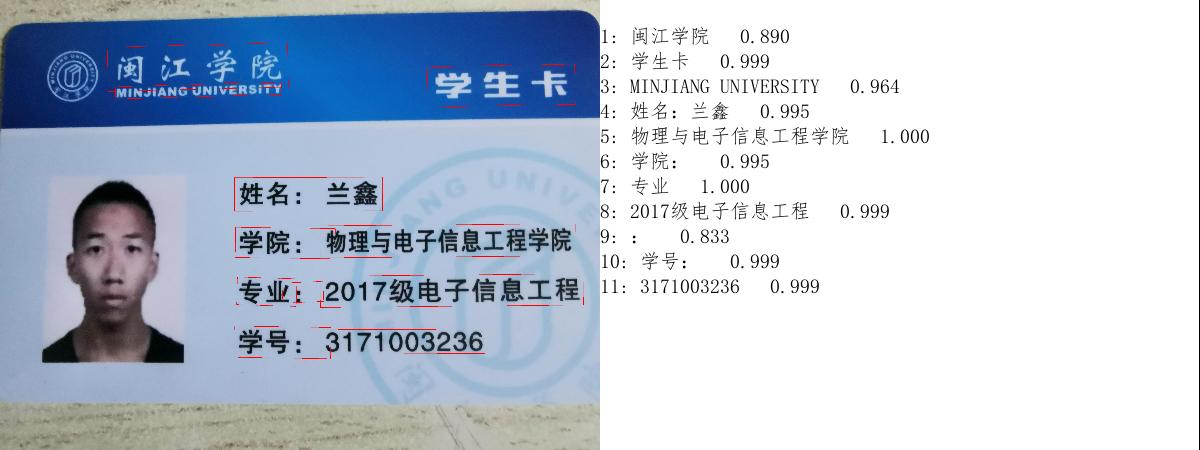 闽江学院
MINJIANG UNIVERSITY
学生卡
姓名：兰鑫
学院：物理与电子信息工程学院
专业：2017级电子信息工程
学号：3171003236
1: 闽江学院 0.890
2: 学生卡 0.999
3: MINJIANG UNIVERSITY 0.964
4: 姓名：兰鑫 0.995
5: 物理与电子信息工程学院 1.000
6: 学院： 0.995
7: 专业 1.000
8: 2017级电子信息工程 0.999
9: ： 0.833
10: 学号： 0.999
11: 3171003236 0.999